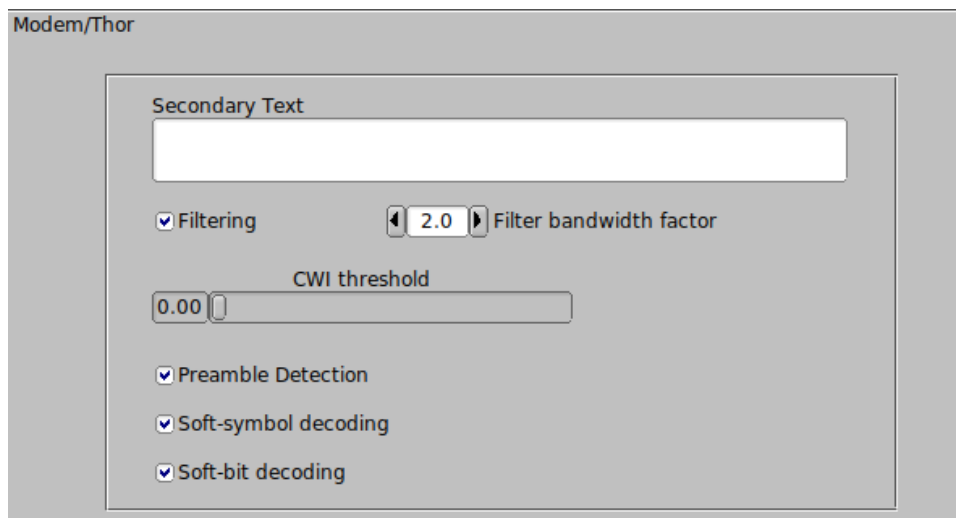 Modem/Thor
Secondary Text
Filtering 2.0 Filter bandwidth factor
CWI threshold
0.00
Preamble Detection
Soft-symbol decoding
Soft-bit decoding